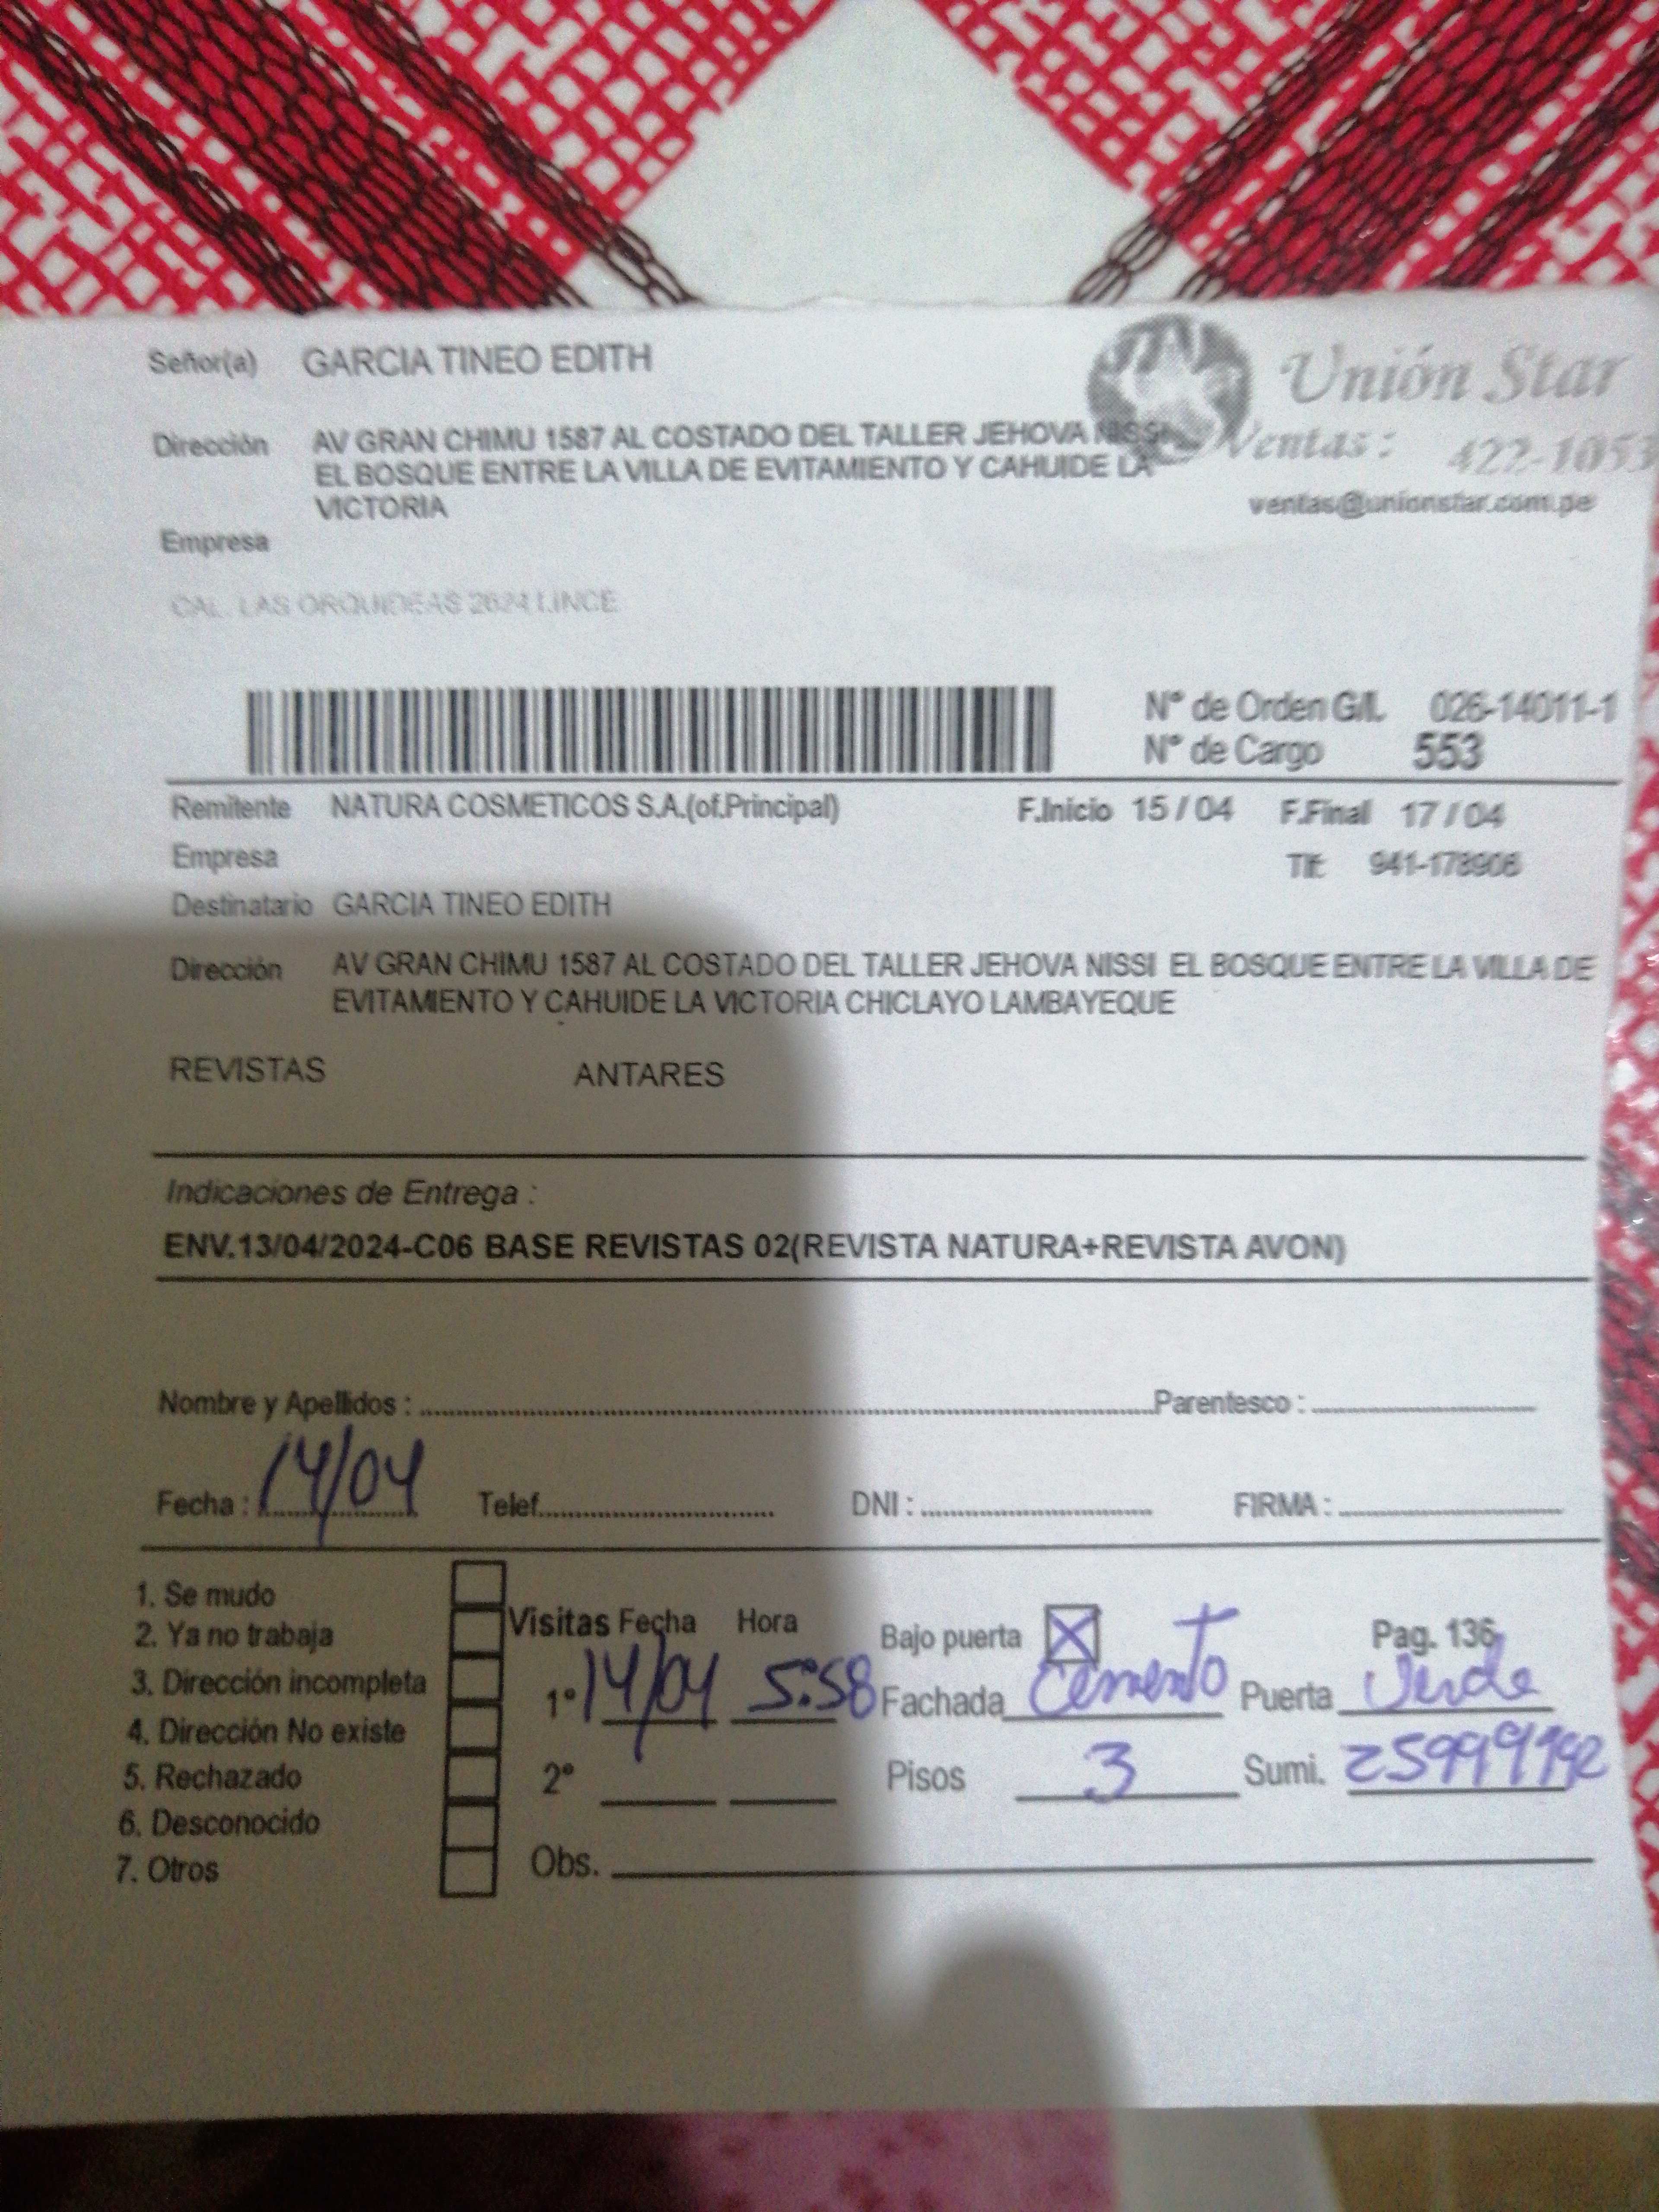 Señor(a) GARCIA TINEO EDITH
Unión Star
Ventas: 422-1053
ventas@unionstar.com.pe
Dirección AV GRAN CHIMU 1587 AL COSTADO DEL TALLER JEHOVA NISSI
EL BOSQUE ENTRE LA VILLA DE EVITAMIENTO Y CAHUIDE LA
VICTORIA
Empresa
CAL. LAS ORQUIDEAS 2624 LINCE
N° de Orden G/L 026-14011-1
N° de Cargo 553
Remitente NATURA COSMETICOS S.A.(of.Principal) F.Inicio 15 / 04 F.Final 17 / 04
Empresa Tlf: 941-178906
Destinatario GARCIA TINEO EDITH
Dirección AV GRAN CHIMU 1587 AL COSTADO DEL TALLER JEHOVA NISSI EL BOSQUE ENTRE LA VILLA DE
EVITAMIENTO Y CAHUIDE LA VICTORIA CHICLAYO LAMBAYEQUE
REVISTAS ANTARES
Indicaciones de Entrega :
ENV.13/04/2024-C06 BASE REVISTAS 02(REVISTA NATURA+REVISTA AVON)
Nombre y Apellidos : Parentesco :
Fecha : 14/04 Telef. DNI : FIRMA :
1. Se mudo
2. Ya no trabaja
3. Dirección incompleta
4. Dirección No existe
5. Rechazado
6. Desconocido
7. Otros
Visitas Fecha Hora Bajo puerta X Pag. 136
1° 14/04 5:58 Fachada Cemento Puerta Verde
2° Pisos 3 Sumi.
Obs.